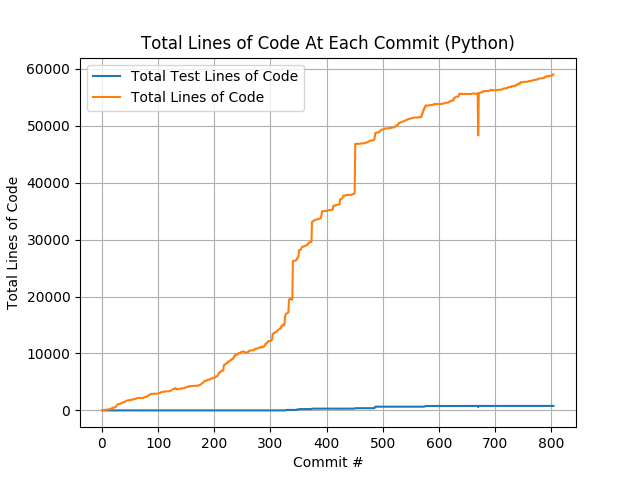 Total Lines of Code At Each Commit (Python)
Total Test Lines of Code
Total Lines of Code
60000
50000
40000
30000
20000
10000
0
Total Lines of Code
0 100 200 300 400 500 600 700 800
Commit #